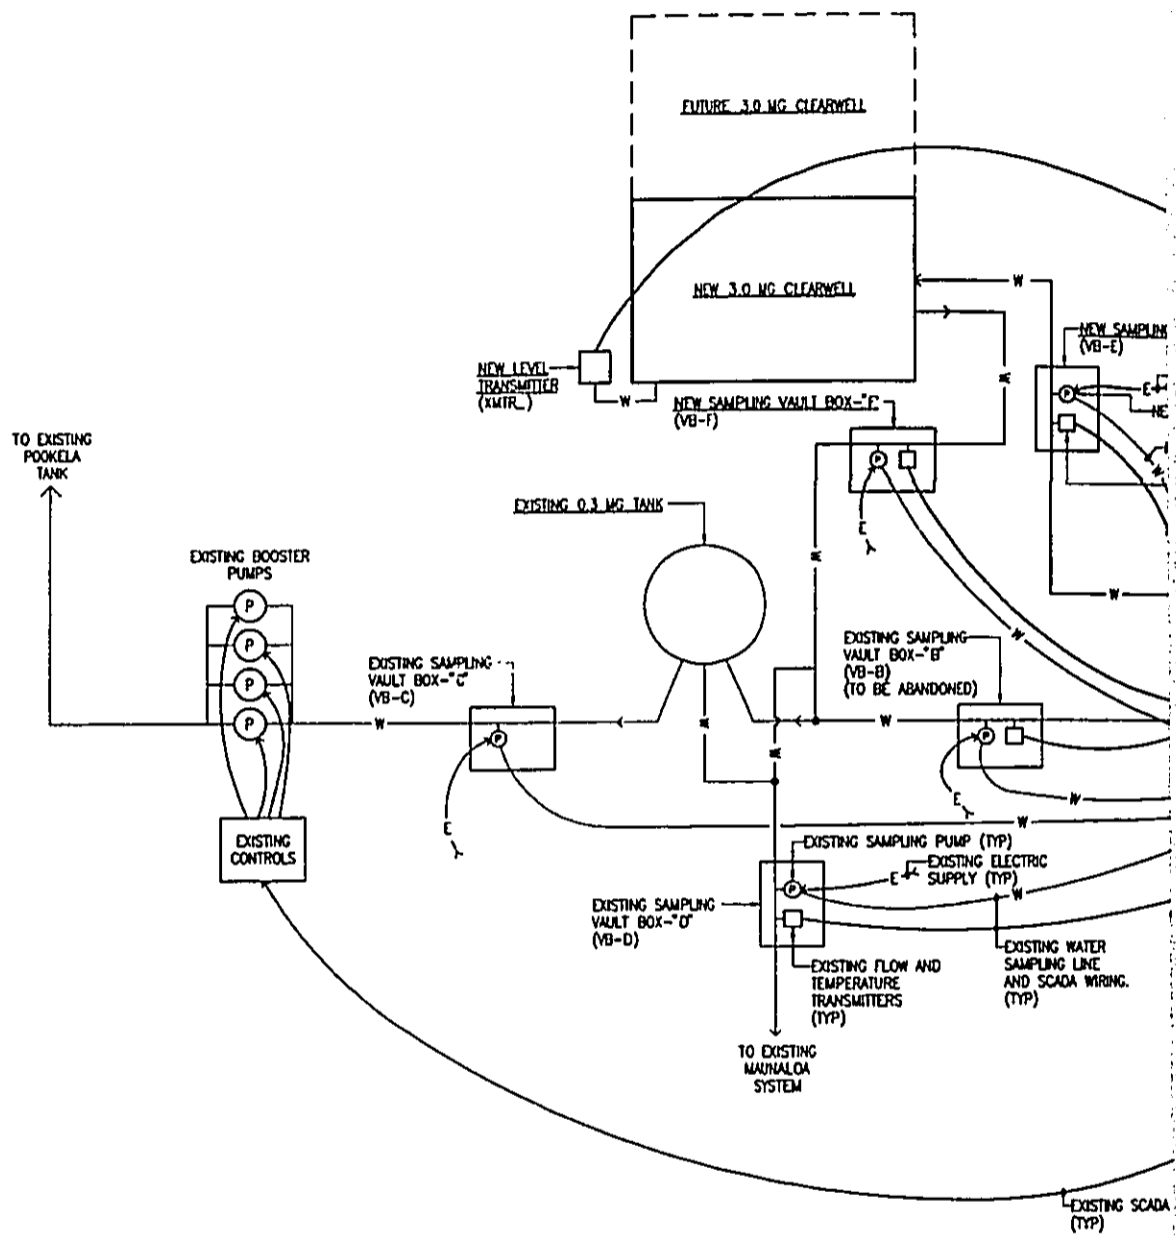 FUTURE 3.0 MG CLEARWELL
NEW 3.0 MG CLEARWELL
W
NEW SAMPLING
(VB-E)
NEW LEVEL
TRANSMITTER
(XMTR_)
W
W
NEW SAMPLING VAULT BOX-"F"
(VB-F)
P
E
NE
W
TO EXISTING
POOKELA
TANK
P
E
EXISTING 0.3 MG TANK
W
W
EXISTING BOOSTER
PUMPS
P
P
P
P
EXISTING SAMPLING
VAULT BOX-"C"
(VB-C)
W
P
E
W
EXISTING SAMPLING
VAULT BOX-"B"
(VB-B)
(TO BE ABANDONED)
W
W
W
W
P
E
W
W
EXISTING
CONTROLS
EXISTING SAMPLING PUMP (TYP)
P
E
EXISTING ELECTRIC
SUPPLY (TYP)
W
EXISTING SAMPLING
VAULT BOX-"D"
(VB-D)
EXISTING FLOW AND
TEMPERATURE
TRANSMITTERS
(TYP)
EXISTING WATER
SAMPLING LINE
AND SCADA WIRING.
(TYP)
TO EXISTING
MAUNALOA
SYSTEM
EXISTING SCADA
(TYP)